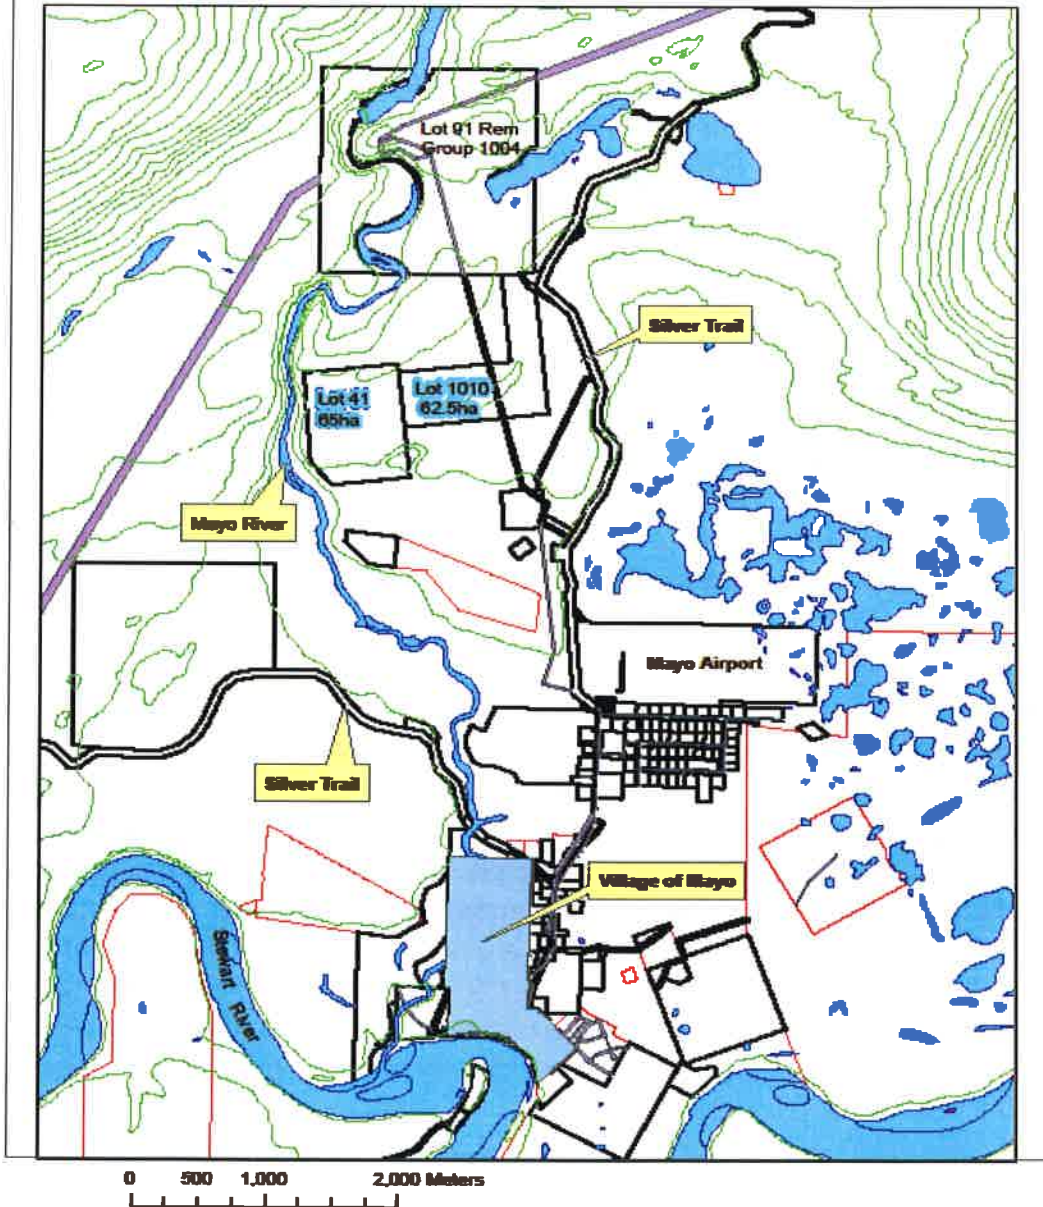 Lot 91 Rem
Group 1004
Silver Trail
Lot 41
65ha
Lot 1010
62.5ha
Mayo River
Mayo Airport
Silver Trail
Village of Mayo
Stewart River
0 500 1,000 2,000 Meters